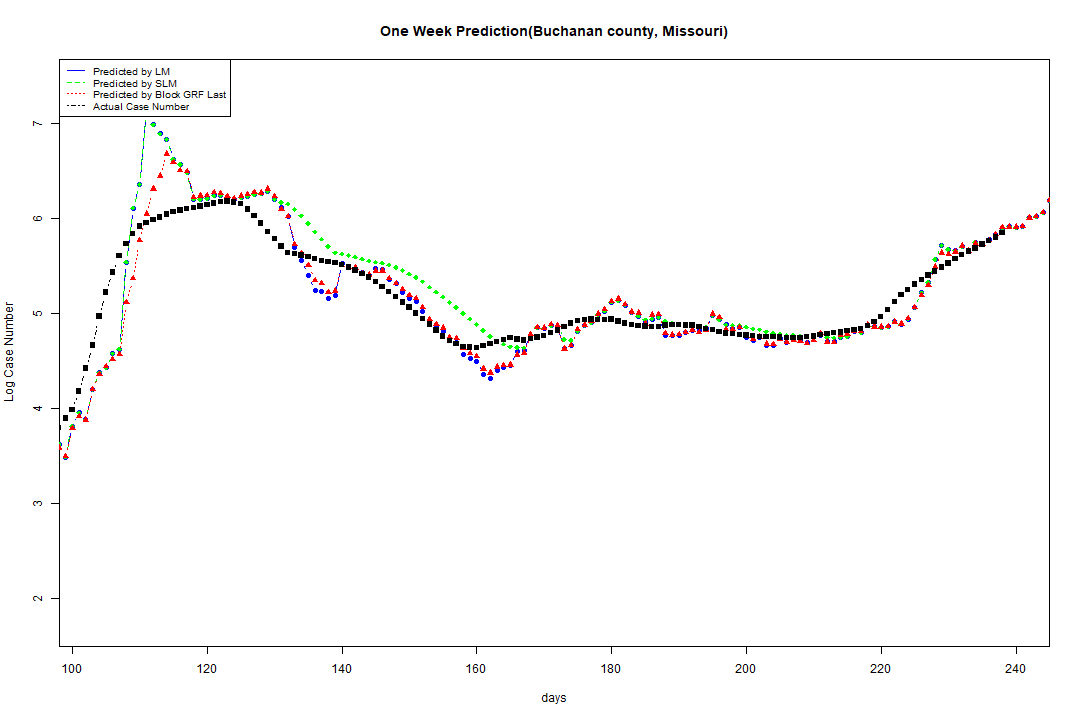 One Week Prediction(Buchanan county, Missouri)
Predicted by LM
Predicted by SLM
Predicted by Block GRF Last
Actual Case Number
7
6
5
4
3
2
Log Case Number
100 120 140 160 180 200 220 240
days